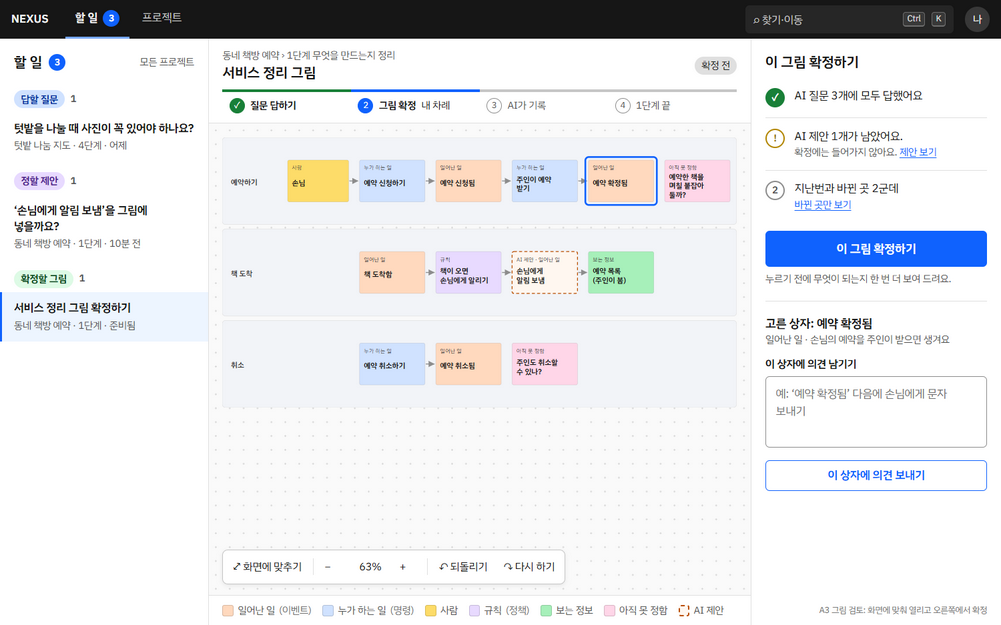 NEXUS
할 일 3
프로젝트
찾기·이동
Ctrl K
나
할 일 3
모든 프로젝트
답할 질문 1
텃밭을 나눌 때 사진이 꼭 있어야 하나요?
텃밭 나눔 지도 · 4단계 · 어제
정할 제안 1
‘손님에게 알림 보냄’을 그림에
넣을까요?
동네 책방 예약 · 1단계 · 10분 전
확정할 그림 1
서비스 정리 그림 확정하기
동네 책방 예약 · 1단계 · 준비됨
동네 책방 예약 › 1단계 무엇을 만드는지 정리
서비스 정리 그림
확정 전
✓ 질문 답하기
2 그림 확정 내 차례
3 AI가 기록
4 1단계 끝
예약하기
사람
손님
누가 하는 일
예약 신청하기
일어난 일
예약 신청됨
누가 하는 일
주인이 예약
받기
일어난 일
예약 확정됨
아직 못 정함
예약한 책을
며칠 붙잡아
둘까?
책 도착
일어난 일
책 도착함
규칙
책이 오면
손님에게 알리기
AI 제안 · 일어난 일
손님에게
알림 보냄
보는 정보
예약 목록
(주인이 봄)
취소
누가 하는 일
예약 취소하기
일어난 일
예약 취소됨
아직 못 정함
주인도 취소할
수 있나?
⤢ 화면에 맞추기
− 63% +
↶ 되돌리기
↷ 다시 하기
일어난 일 (이벤트)
누가 하는 일 (명령)
사람
규칙 (정책)
보는 정보
아직 못 정함
AI 제안
이 그림 확정하기
✓ AI 질문 3개에 모두 답했어요
! AI 제안 1개가 남았어요.
확정에는 들어가지 않아요. 제안 보기
2 지난번과 바뀐 곳 2군데
바뀐 곳만 보기
이 그림 확정하기
누르기 전에 무엇이 되는지 한 번 더 보여 드려요.
고른 상자: 예약 확정됨
일어난 일 · 손님의 예약을 주인이 받으면 생겨요
이 상자에 의견 남기기
예: ‘예약 확정됨’ 다음에 손님에게 문자
보내기
이 상자에 의견 보내기
A3 그림 검토: 화면에 맞춰 열리고 오른쪽에서 확정